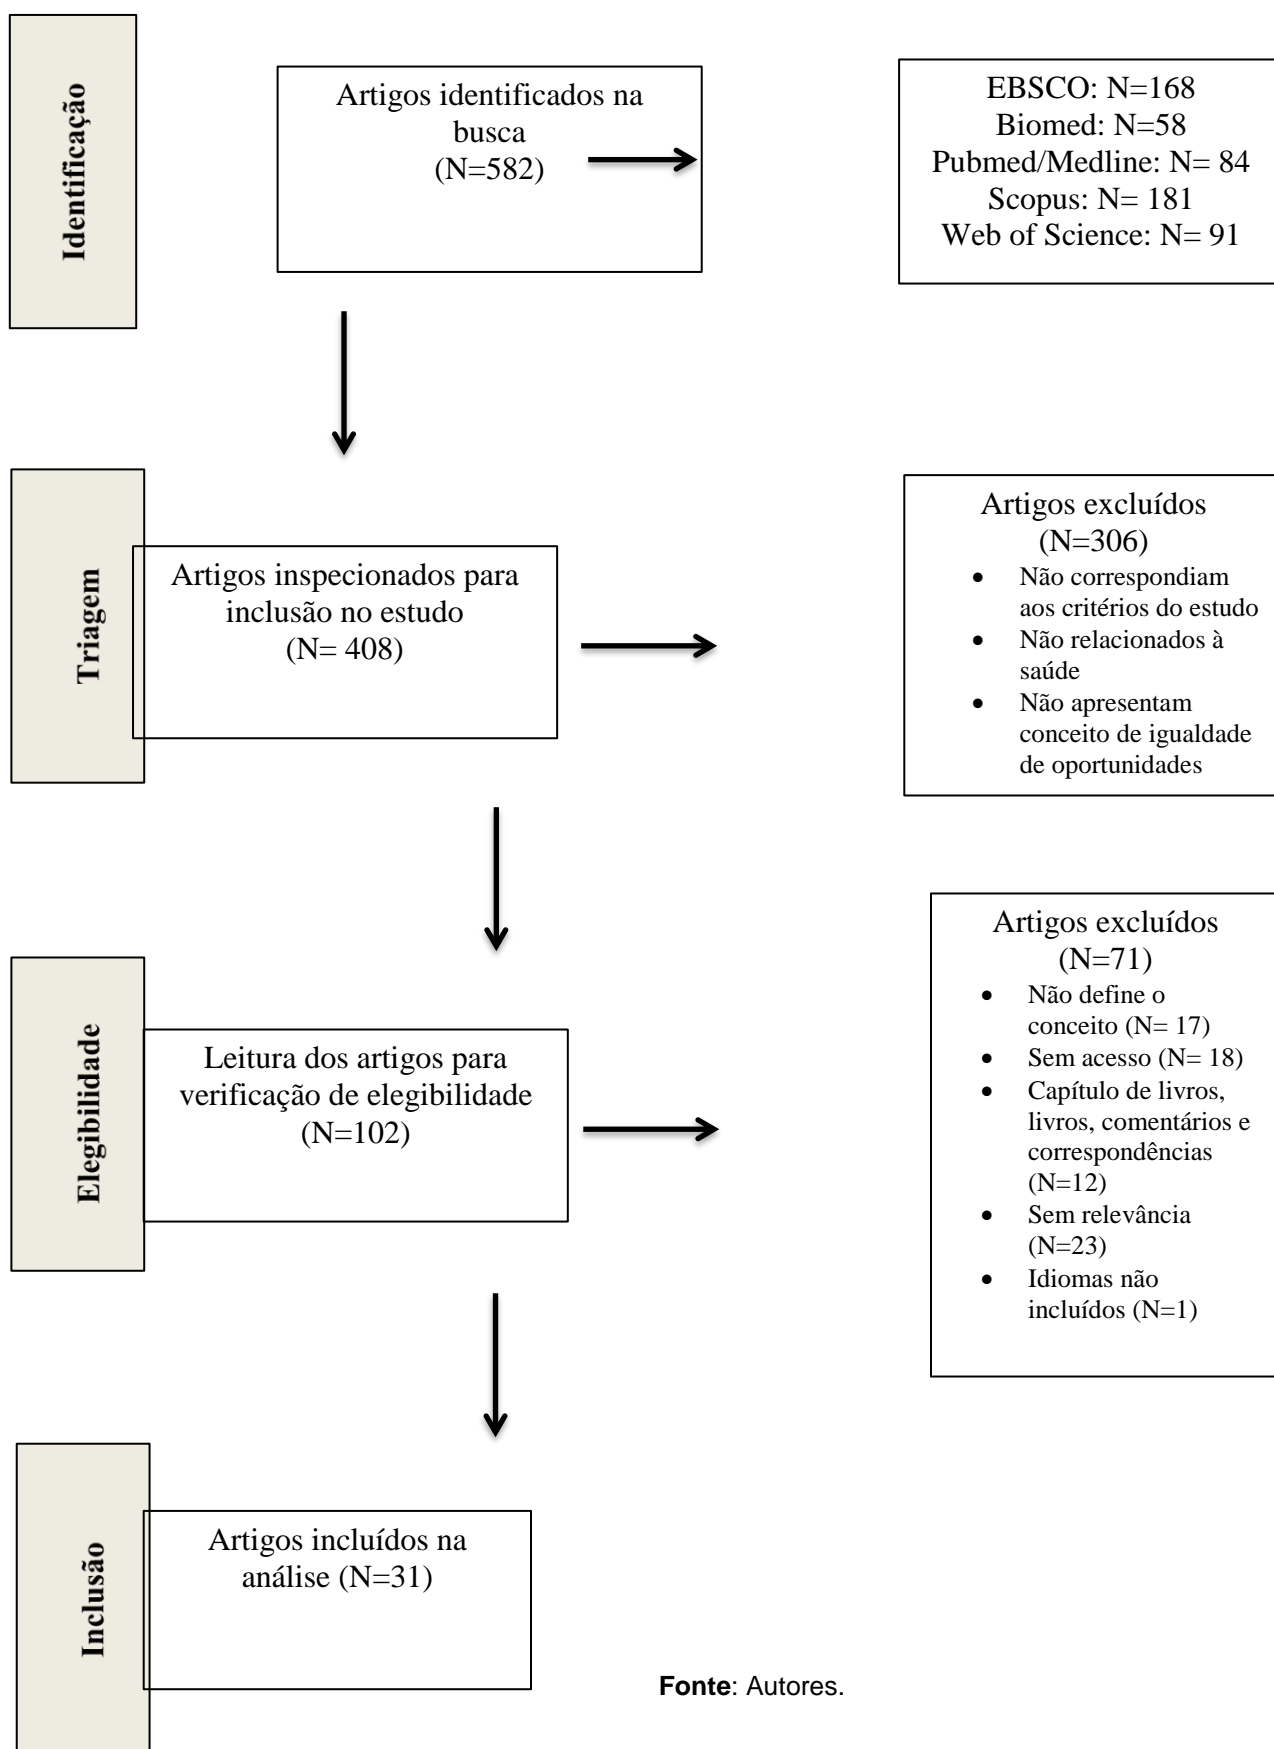 Identificação
Artigos identificados na
busca
(N=582)
EBSCO: N=168
Biomed: N=58
Pubmed/Medline: N= 84
Scopus: N= 181
Web of Science: N= 91
Triagem
Artigos inspecionados para
inclusão no estudo
(N= 408)
Artigos excluídos
(N=306)
• Não correspondiam
aos critérios do estudo
• Não relacionados à
saúde
• Não apresentam
conceito de igualdade
de oportunidades
Elegibilidade
Leitura dos artigos para
verificação de elegibilidade
(N=102)
Artigos excluídos
(N=71)
• Não define o
conceito (N= 17)
• Sem acesso (N= 18)
• Capítulo de livros,
livros, comentários e
correspondências
(N=12)
• Sem relevância
(N=23)
• Idiomas não
incluídos (N=1)
Inclusão
Artigos incluídos na
análise (N=31)
Fonte: Autores.